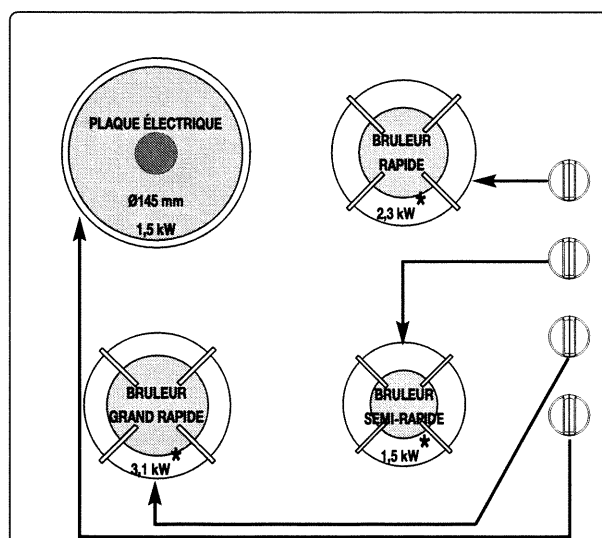 PLAQUE ÉLECTRIQUE
Ø145 mm
1,5 kW
BRULEUR
RAPIDE
2,3 kW *
BRULEUR
GRAND RAPIDE
3,1 kW *
BRULEUR
SEMI-RAPIDE
1,5 kW *